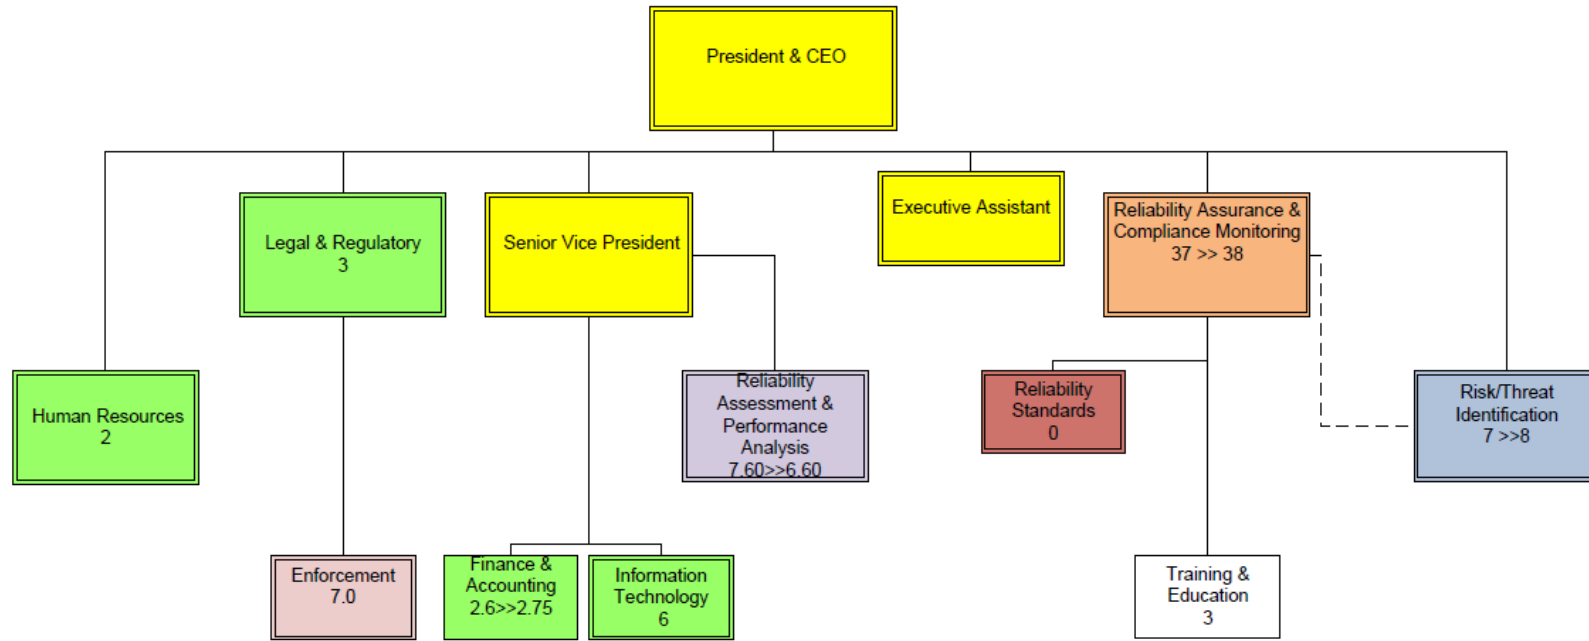 President & CEO
Executive Assistant
Legal & Regulatory
3
Senior Vice President
Reliability Assurance &
Compliance Monitoring
37 >> 38
Human Resources
2
Reliability
Assessment &
Performance
Analysis
7.60>>6.60
Reliability
Standards
0
Risk/Threat
Identification
7 >>8
Enforcement
7.0
Finance &
Accounting
2.6>>2.75
Information
Technology
6
Training &
Education
3